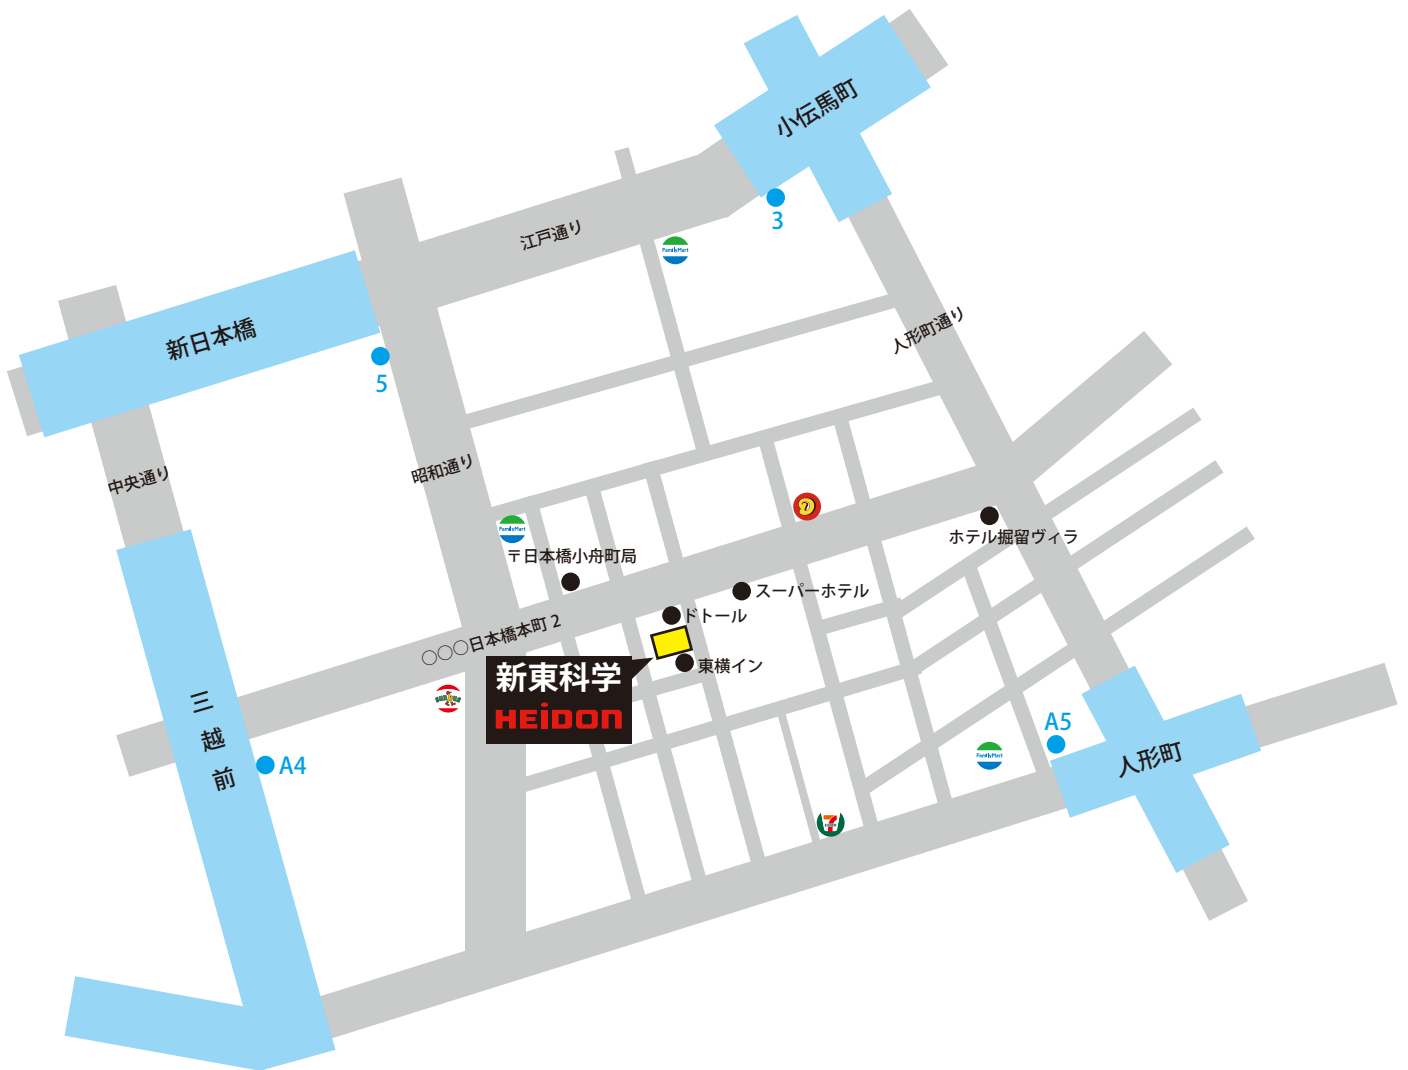 小伝馬町
3
江戸通り
FamilyMart
新日本橋
5
人形町通り
中央通り
昭和通り
FamilyMart
〒日本橋小舟町局
ホテル掘留ヴィラ
スーパーホテル
ドトール
○○○日本橋本町 2
東横イン
新東科学
HEiDON
三越前
A4
A5
人形町
FamilyMart
7